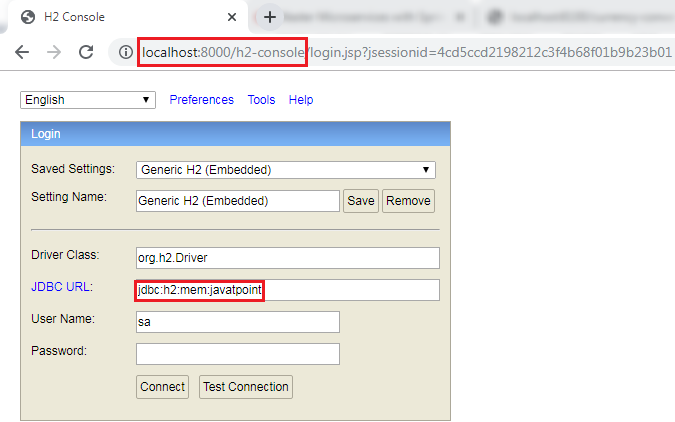 H2 Console
localhost:8000/h2-console/login.jsp?jsessionid=4cd5ccd2198212c3f4b68f01b9b23b01
English Preferences Tools Help
Login
Saved Settings: Generic H2 (Embedded)
Setting Name: Generic H2 (Embedded) Save Remove
Driver Class: org.h2.Driver
JDBC URL: jdbc:h2:mem:javatpoint
User Name: sa
Password:
Connect Test Connection